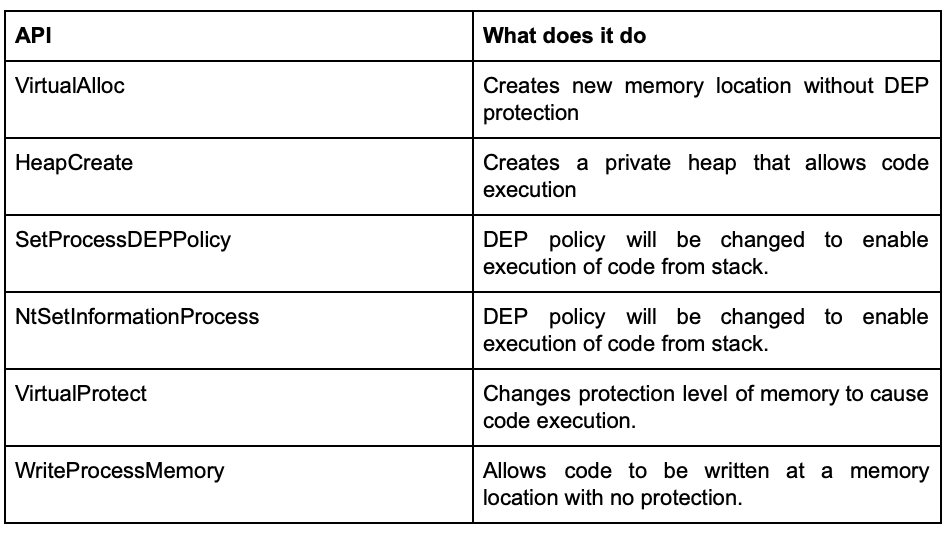 API
What does it do
VirtualAlloc
Creates new memory location without DEP
protection
HeapCreate
Creates a private heap that allows code
execution
SetProcessDEPPolicy
DEP policy will be changed to enable
execution of code from stack.
NtSetInformationProcess
DEP policy will be changed to enable
execution of code from stack.
VirtualProtect
Changes protection level of memory to cause
code execution.
WriteProcessMemory
Allows code to be written at a memory
location with no protection.